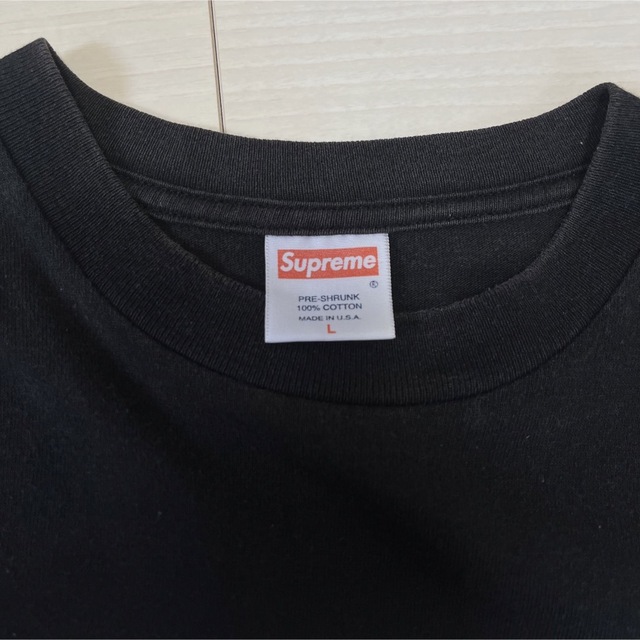 Supreme
®
PRE-SHRUNK
100% COTTON
MADE IN U.S.A.
L